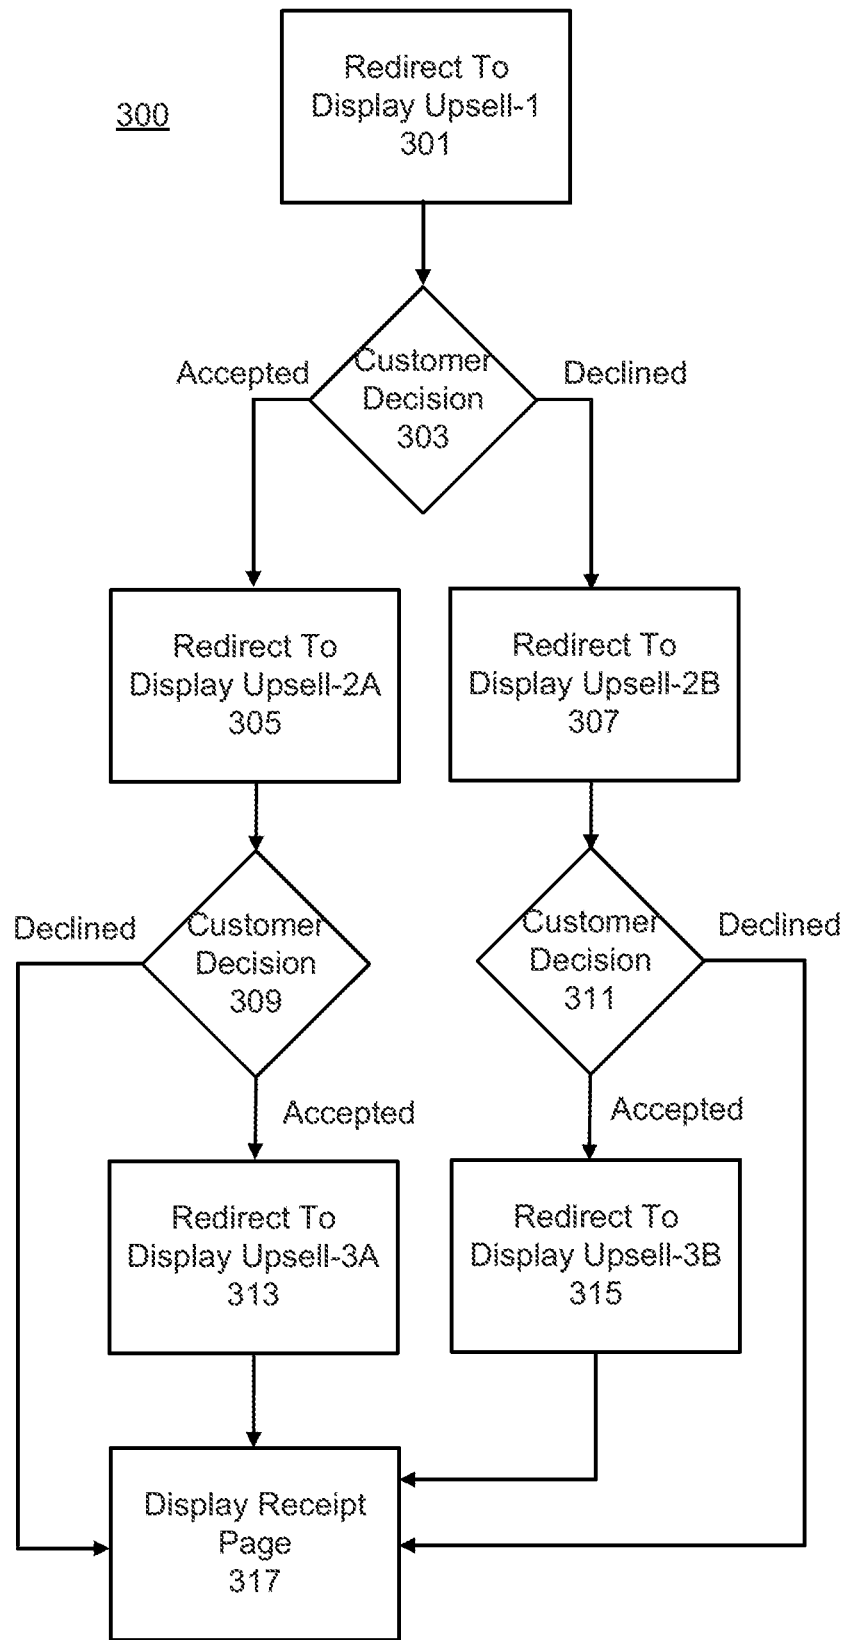 300
Redirect To
Display Upsell-1
301
Customer
Decision
303
Accepted
Declined
Redirect To
Display Upsell-2A
305
Redirect To
Display Upsell-2B
307
Customer
Decision
309
Declined
Accepted
Customer
Decision
311
Declined
Accepted
Redirect To
Display Upsell-3A
313
Redirect To
Display Upsell-3B
315
Display Receipt
Page
317